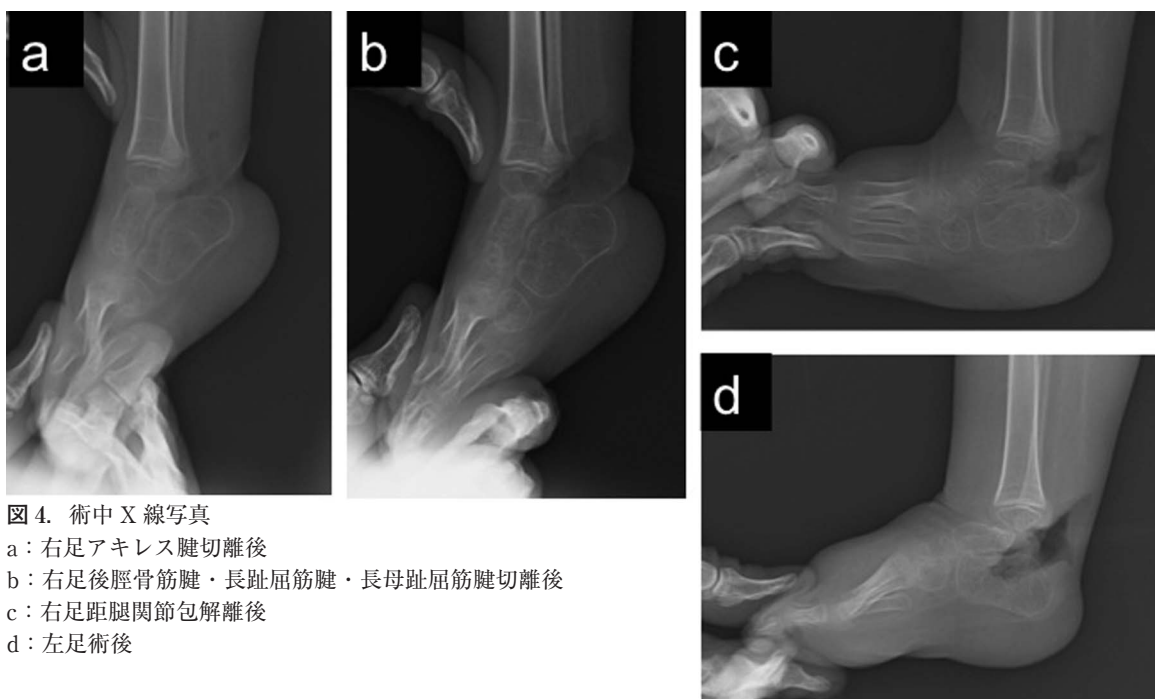 a
b
c
d
図 4. 術中 X 線写真
a：右足アキレス腱切離後
b：右足後脛骨筋腱・長趾屈筋腱・長母趾屈筋腱切離後
c：右足距腿関節包解離後
d：左足術後